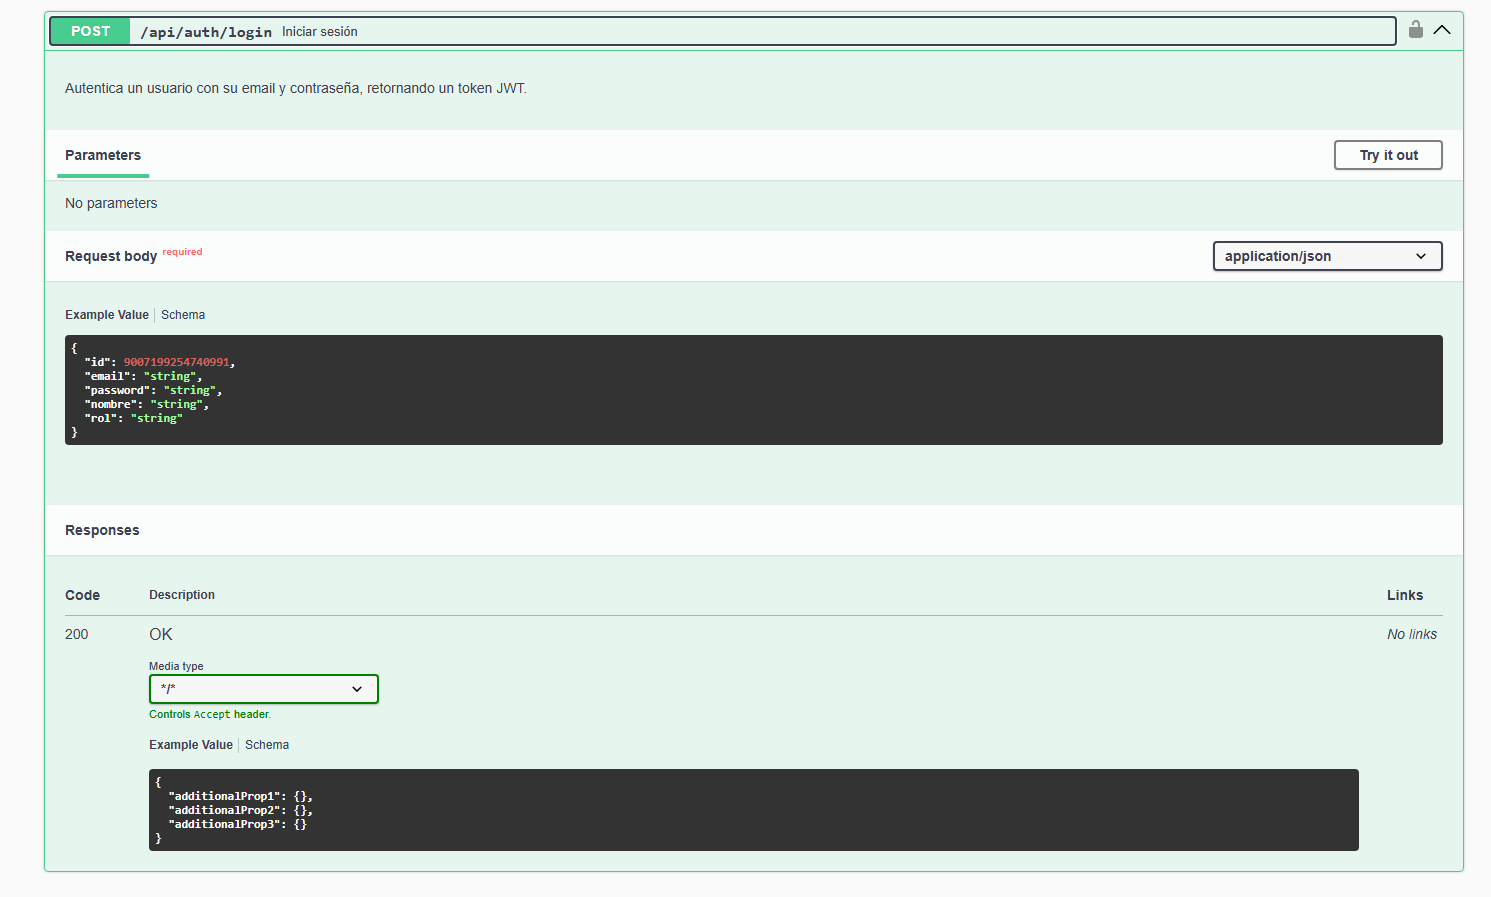 POST /api/auth/login Iniciar sesión
Autentica un usuario con su email y contraseña, retornando un token JWT.
Parameters
Try it out
No parameters
Request body required
application/json
Example Value Schema
{
  "id": 9007199254740991,
  "email": "string",
  "password": "string",
  "nombre": "string",
  "rol": "string"
}
Responses
Code Description Links
200 OK No links
Media type
*/*
Controls Accept header.
Example Value Schema
{
  "additionalProp1": {},
  "additionalProp2": {},
  "additionalProp3": {}
}